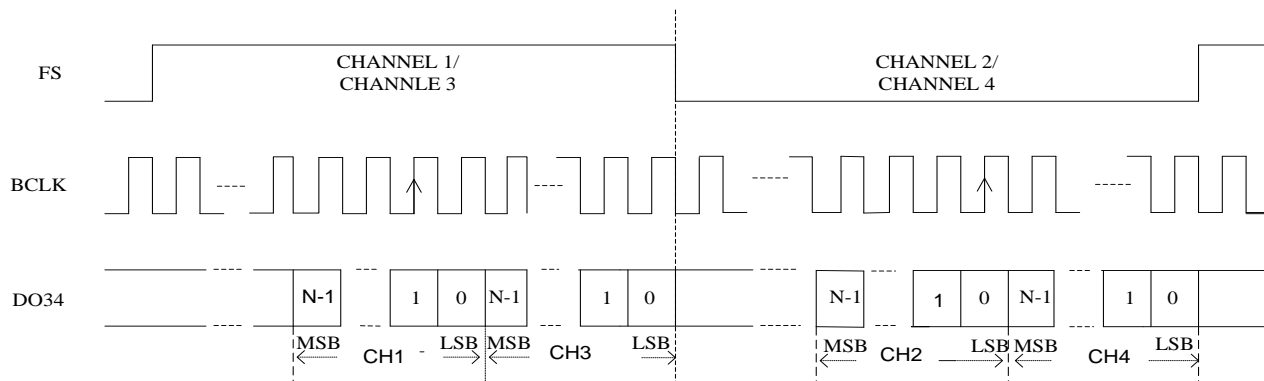 FS
CHANNEL 1/
CHANNLE 3
CHANNEL 2/
CHANNEL 4
BCLK
DO34
N-1
1
0
N-1
1
0
N-1
1
0
N-1
1
0
MSB
CH1
LSB
MSB
CH3
LSB
MSB
CH2
LSB
MSB
CH4
LSB